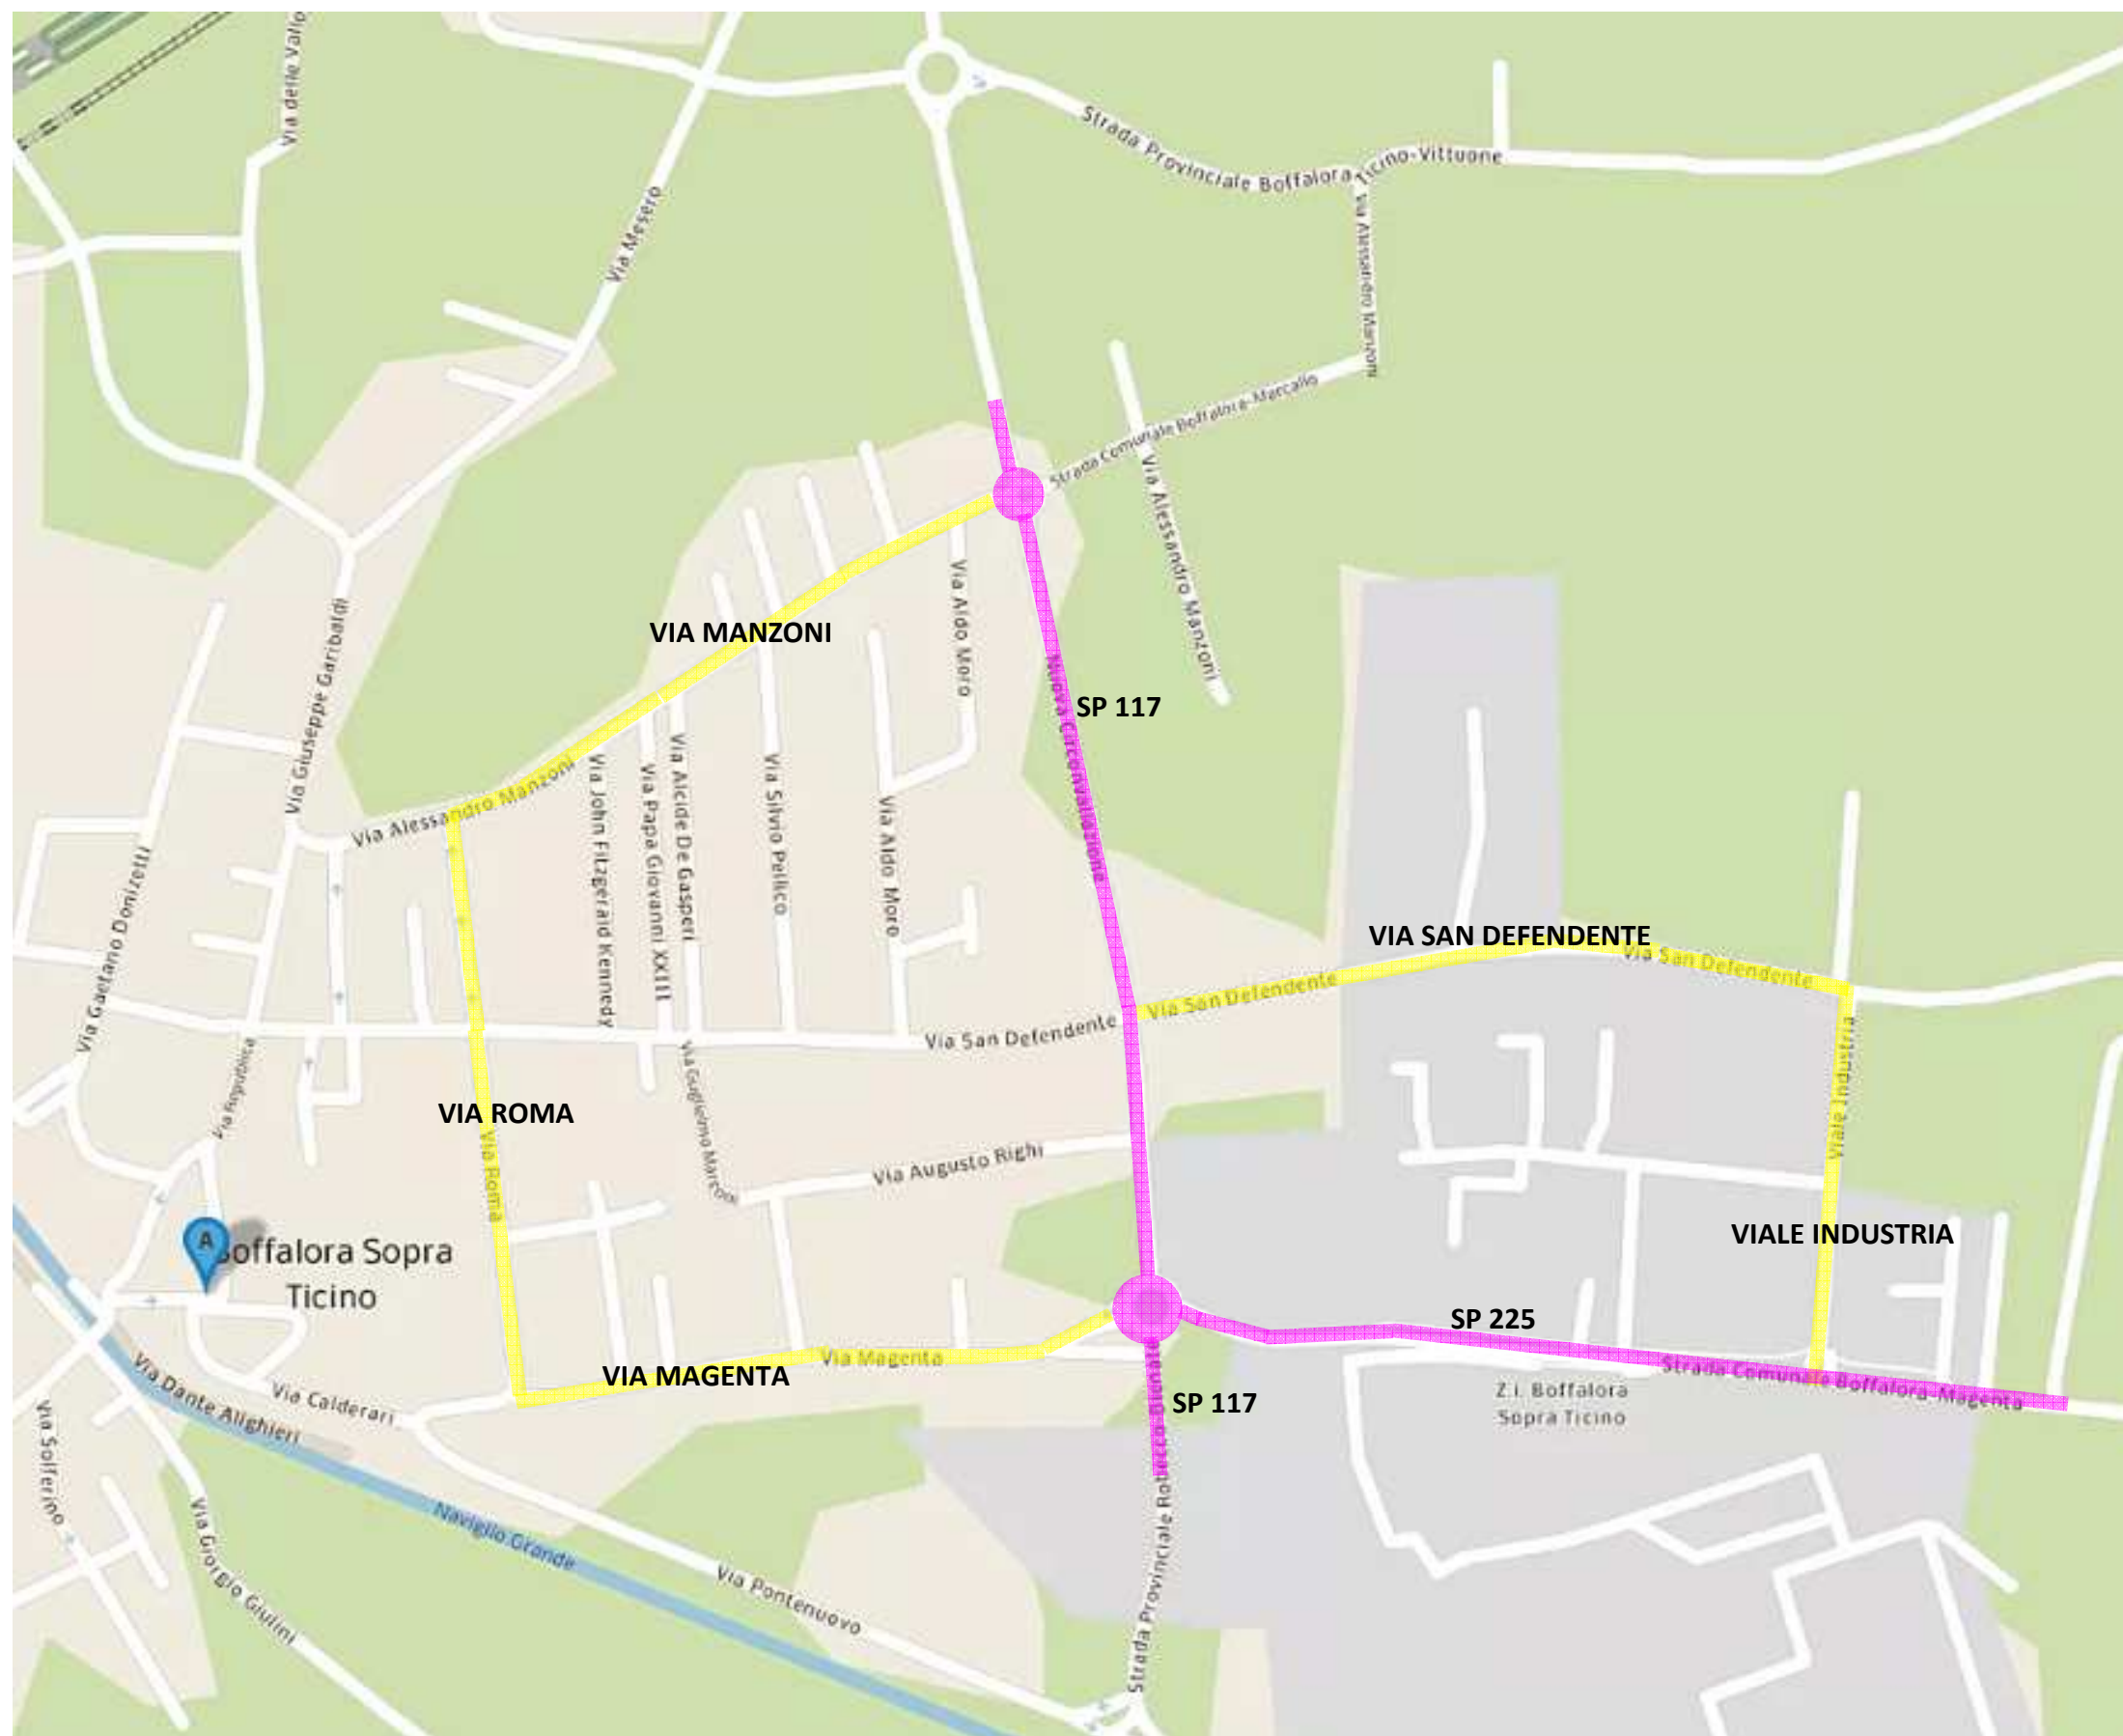 Via delle Valle
Strada Provinciale Boffalora Ticino-Vittuone
Via Mesero
Via Alessandro Manzoni
Strada Comunale Boffalora-Marcallo
Via Alessandro Manzoni
VIA MANZONI
Via Aldo Moro
Via Giuseppe Garibaldi
SP 117
Nuova Circonvallazione
Via Alessandro Manzoni
Via John Fitzgerald Kennedy
Via Papa Giovanni XXIII
Via Alcide De Gasperi
Via Silvio Pellico
Via Aldo Moro
Via Gaetano Donizetti
VIA SAN DEFENDENTE
Via San Defendente
Via San Defendente
Via San Defendente
Via Repubblica
Via Guglielmo Marconi
Viale Industria
VIA ROMA
Via Roma
Via Augusto Righi
A
Boffalora Sopra
Ticino
VIALE INDUSTRIA
SP 225
Via Magenta
VIA MAGENTA
Strada Comunale Boffalora-Magenta
Z.I. Boffalora
Sopra Ticino
SP 117
Via Dante Alighieri
Via Calderari
Via Solferino
Naviglio Grande
Via Giorgio Giulini
Via Pontenuovo
Strada Provinciale